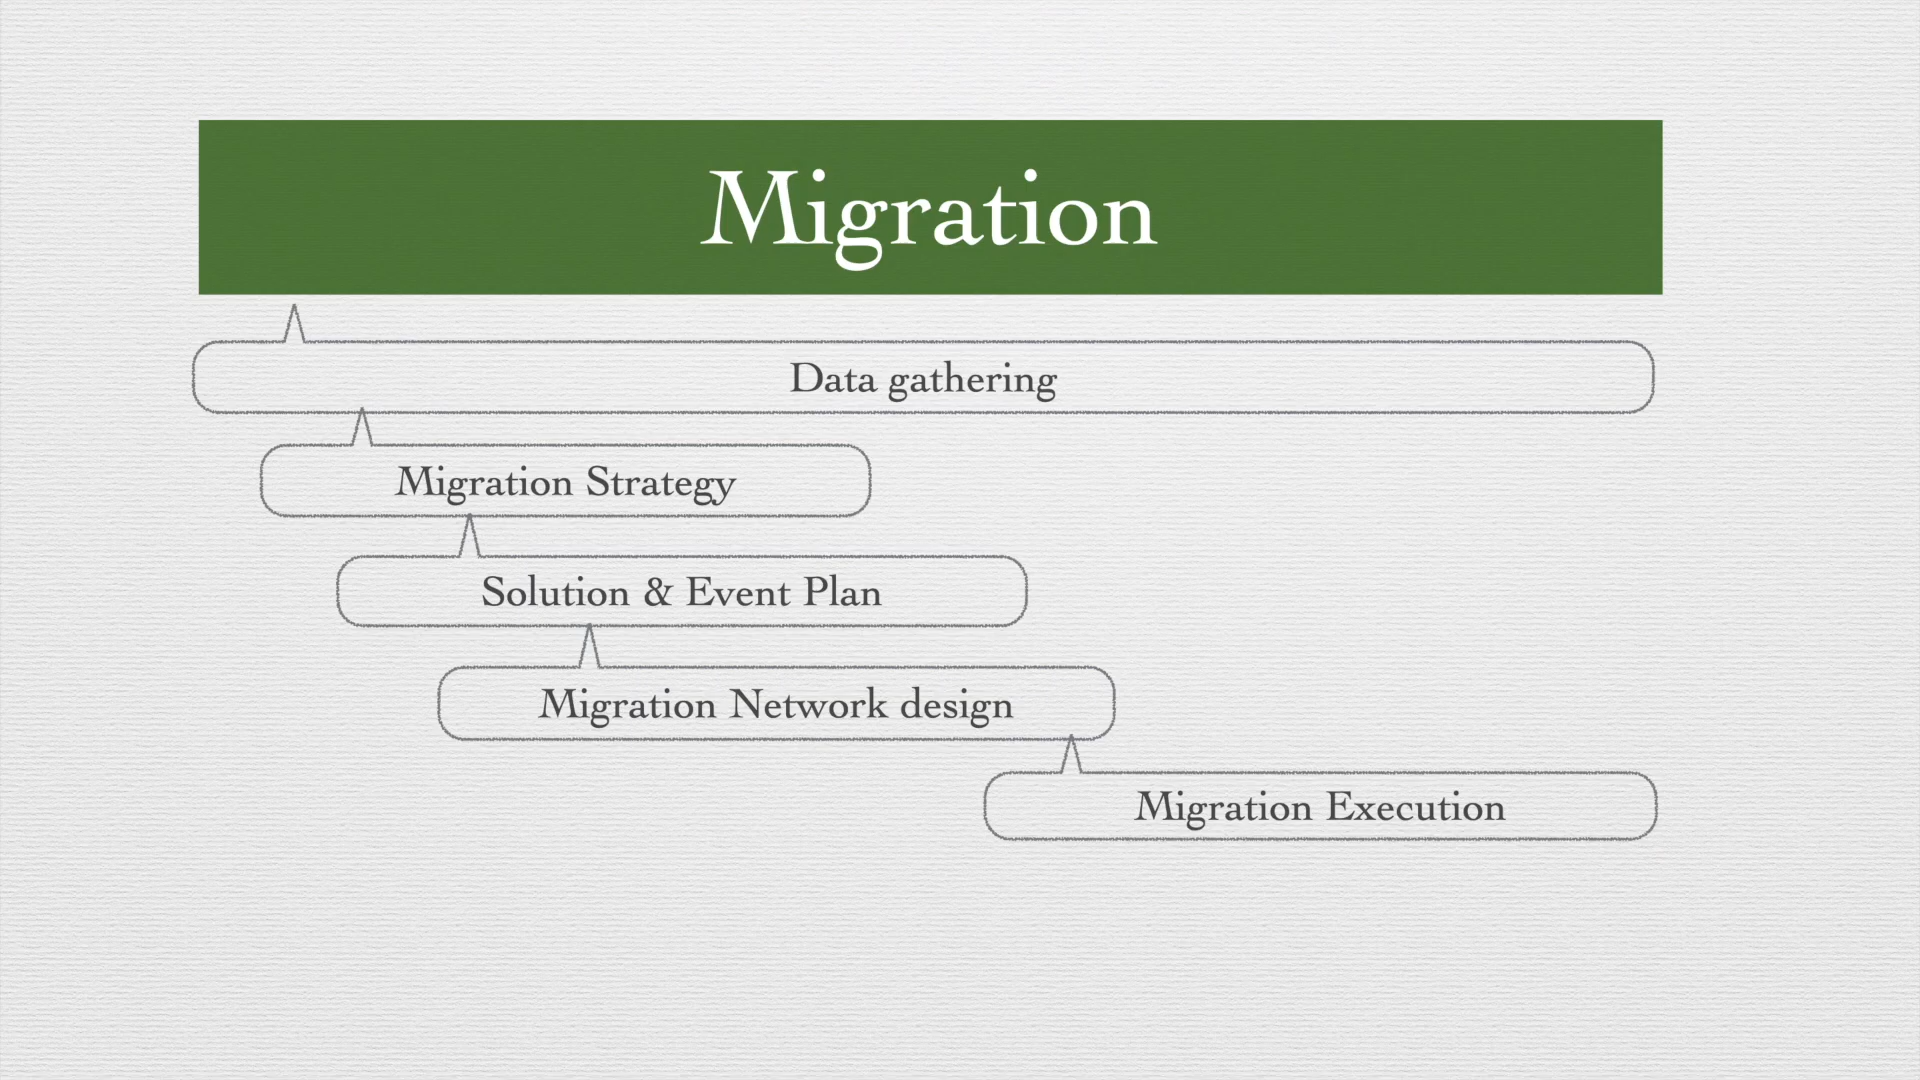 Migration
Data gathering
Migration Strategy
Solution & Event Plan
Migration Network design
Migration Execution